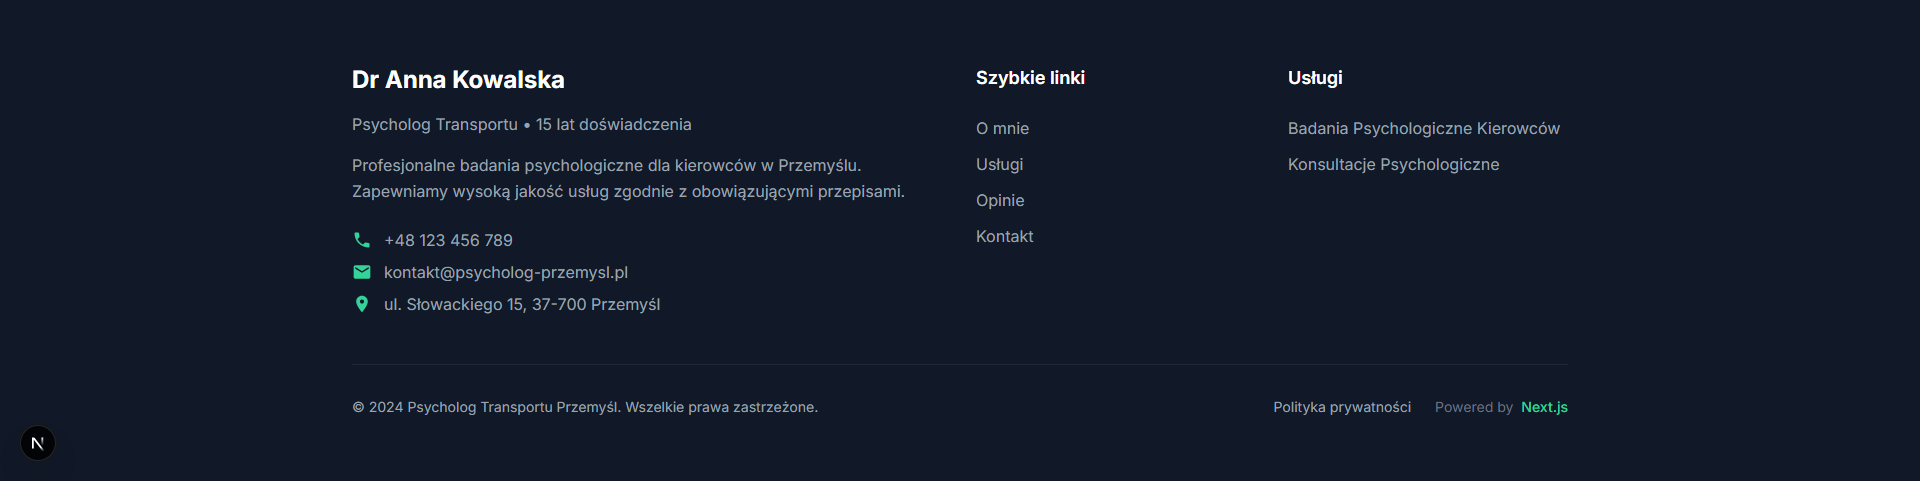 Dr Anna Kowalska
Psycholog Transportu • 15 lat doświadczenia
Profesjonalne badania psychologiczne dla kierowców w Przemyślu.
Zapewniamy wysoką jakość usług zgodnie z obowiązującymi przepisami.
+48 123 456 789
kontakt@psycholog-przemysl.pl
ul. Słowackiego 15, 37-700 Przemyśl
Szybkie linki
O mnie
Usługi
Opinie
Kontakt
Usługi
Badania Psychologiczne Kierowców
Konsultacje Psychologiczne
© 2024 Psycholog Transportu Przemyśl. Wszelkie prawa zastrzeżone.
Polityka prywatności
Powered by Next.js
N